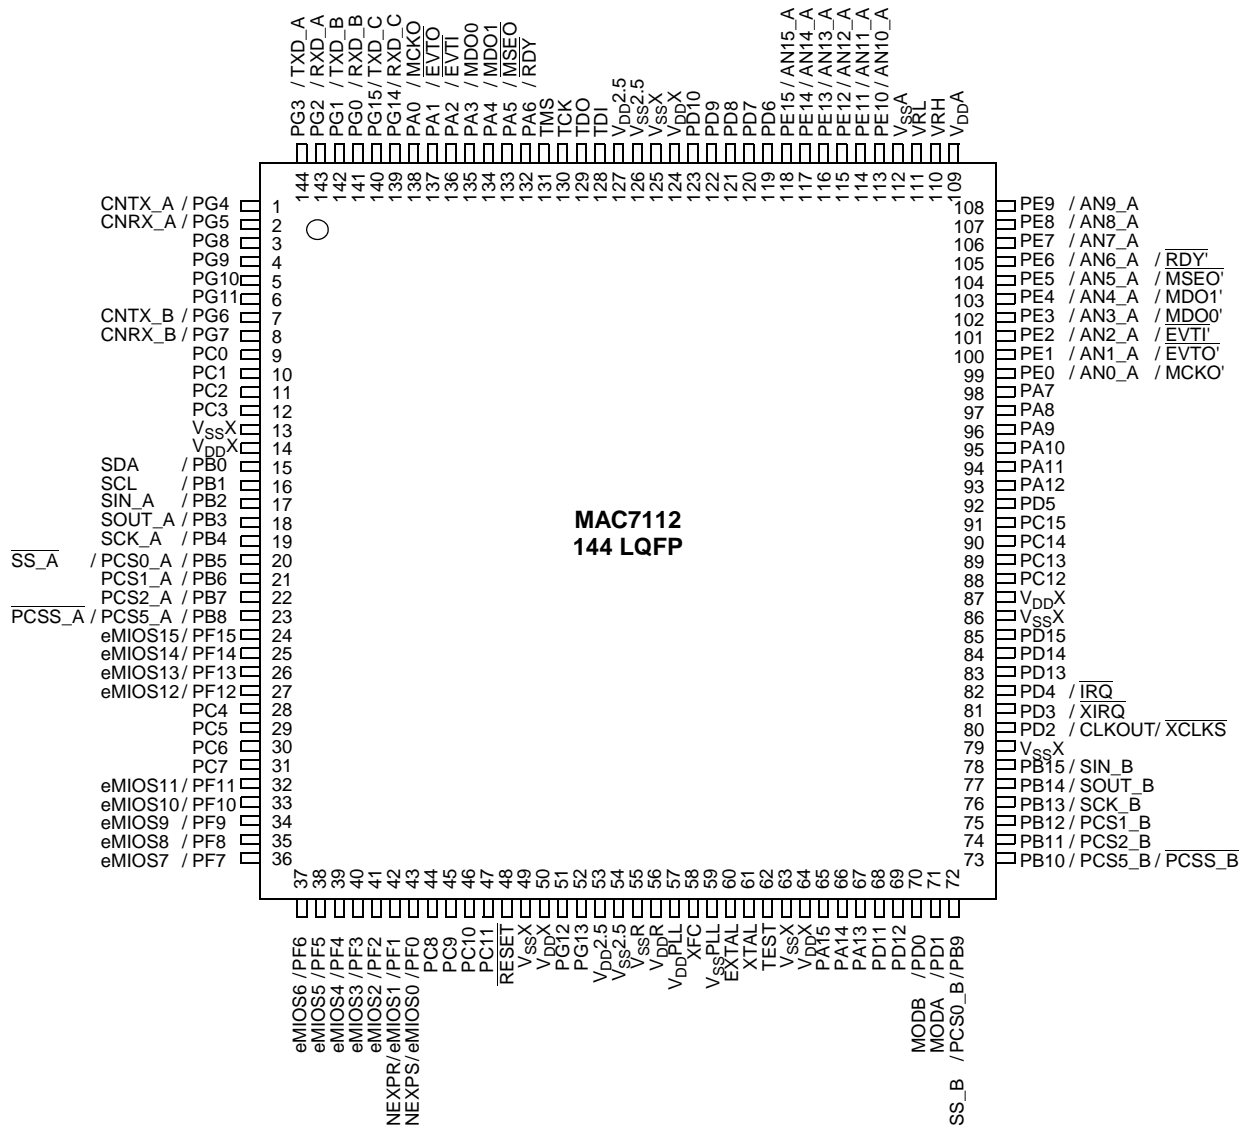 PG3 / TXD_A
PG2 / RXD_A
PG1 / TXD_B
PG0 / RXD_B
PG15 / TXD_C
PG14 / RXD_C
PA0 / MCKO
PA1 / EVTO
PA2 / EVTI
PA3 / MDO0
PA4 / MDO1
PA5 / MSEO
PA6 / RDY
TMS
TCK
TDO
TDI
VDD2.5
VSS2.5
VSSX
VDDX
PD10
PD9
PD8
PD7
PD6
PE15 / AN15_A
PE14 / AN14_A
PE13 / AN13_A
PE12 / AN12_A
PE11 / AN11_A
PE10 / AN10_A
VSSA
VRL
VRH
VDDA
144 143 142 141 140 139 138 137 136 135 134 133 132 131 130 129 128 127 126 125 124 123 122 121 120 119 118 117 116 115 114 113 112 111 110 109
CNTX_A / PG4 1
CNRX_A / PG5 2
PG8 3
PG9 4
PG10 5
PG11 6
CNTX_B / PG6 7
CNRX_B / PG7 8
PC0 9
PC1 10
PC2 11
PC3 12
VSSX 13
VDDX 14
SDA / PB0 15
SCL / PB1 16
SIN_A / PB2 17
SOUT_A / PB3 18
SCK_A / PB4 19
SS_A / PCS0_A / PB5 20
PCS1_A / PB6 21
PCS2_A / PB7 22
PCSS_A / PCS5_A / PB8 23
eMIOS15 / PF15 24
eMIOS14 / PF14 25
eMIOS13 / PF13 26
eMIOS12 / PF12 27
PC4 28
PC5 29
PC6 30
PC7 31
eMIOS11 / PF11 32
eMIOS10 / PF10 33
eMIOS9 / PF9 34
eMIOS8 / PF8 35
eMIOS7 / PF7 36
MAC7112
144 LQFP
108 PE9 / AN9_A
107 PE8 / AN8_A
106 PE7 / AN7_A
105 PE6 / AN6_A / RDY'
104 PE5 / AN5_A / MSEO'
103 PE4 / AN4_A / MDO1'
102 PE3 / AN3_A / MDO0'
101 PE2 / AN2_A / EVTI'
100 PE1 / AN1_A / EVTO'
99 PE0 / AN0_A / MCKO'
98 PA7
97 PA8
96 PA9
95 PA10
94 PA11
93 PA12
92 PD5
91 PC15
90 PC14
89 PC13
88 PC12
87 VDDX
86 VSSX
85 PD15
84 PD14
83 PD13
82 PD4 / IRQ
81 PD3 / XIRQ
80 PD2 / CLKOUT / XCLKS
79 VSSX
78 PB15 / SIN_B
77 PB14 / SOUT_B
76 PB13 / SCK_B
75 PB12 / PCS1_B
74 PB11 / PCS2_B
73 PB10 / PCS5_B / PCSS_B
37 38 39 40 41 42 43 44 45 46 47 48 49 50 51 52 53 54 55 56 57 58 59 60 61 62 63 64 65 66 67 68 69 70 71 72
eMIOS6 / PF6
eMIOS5 / PF5
eMIOS4 / PF4
eMIOS3 / PF3
eMIOS2 / PF2
NEXPR / eMIOS1 / PF1
NEXPS / eMIOS0 / PF0
PC8
PC9
PC10
PC11
RESET
VSSX
VDDX
PG12
PG13
VDD2.5
VSS2.5
VSSR
VDDR
VDDPLL
XFC
VSSPLL
EXTAL
XTAL
TEST
VSSX
VDDX
PA15
PA14
PA13
PD11
PD12
MODB / PD0
MODA / PD1
SS_B / PCS0_B / PB9